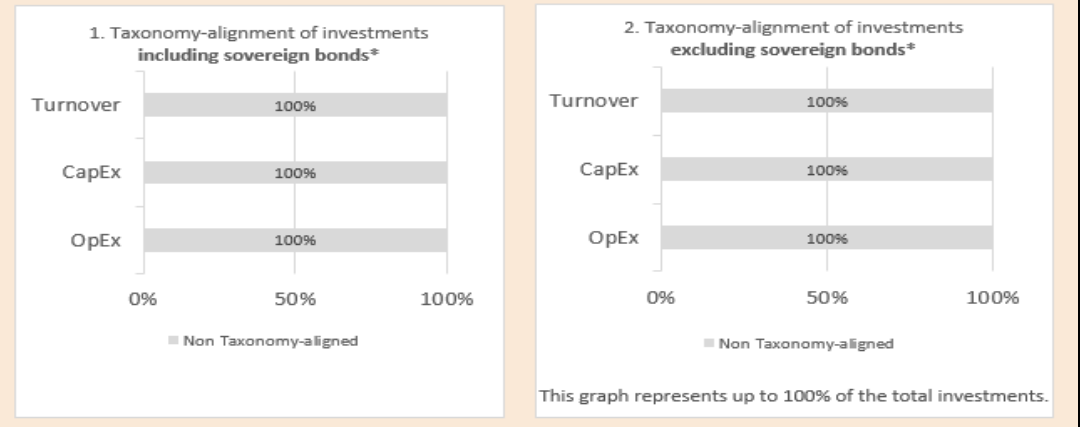 1. Taxonomy-alignment of investments
including sovereign bonds*
Turnover
100%
CapEx
100%
OpEx
100%
0%
50%
100%
Non Taxonomy-aligned
2. Taxonomy-alignment of investments
excluding sovereign bonds*
Turnover
100%
CapEx
100%
OpEx
100%
0%
50%
100%
Non Taxonomy-aligned
This graph represents up to 100% of the total investments.